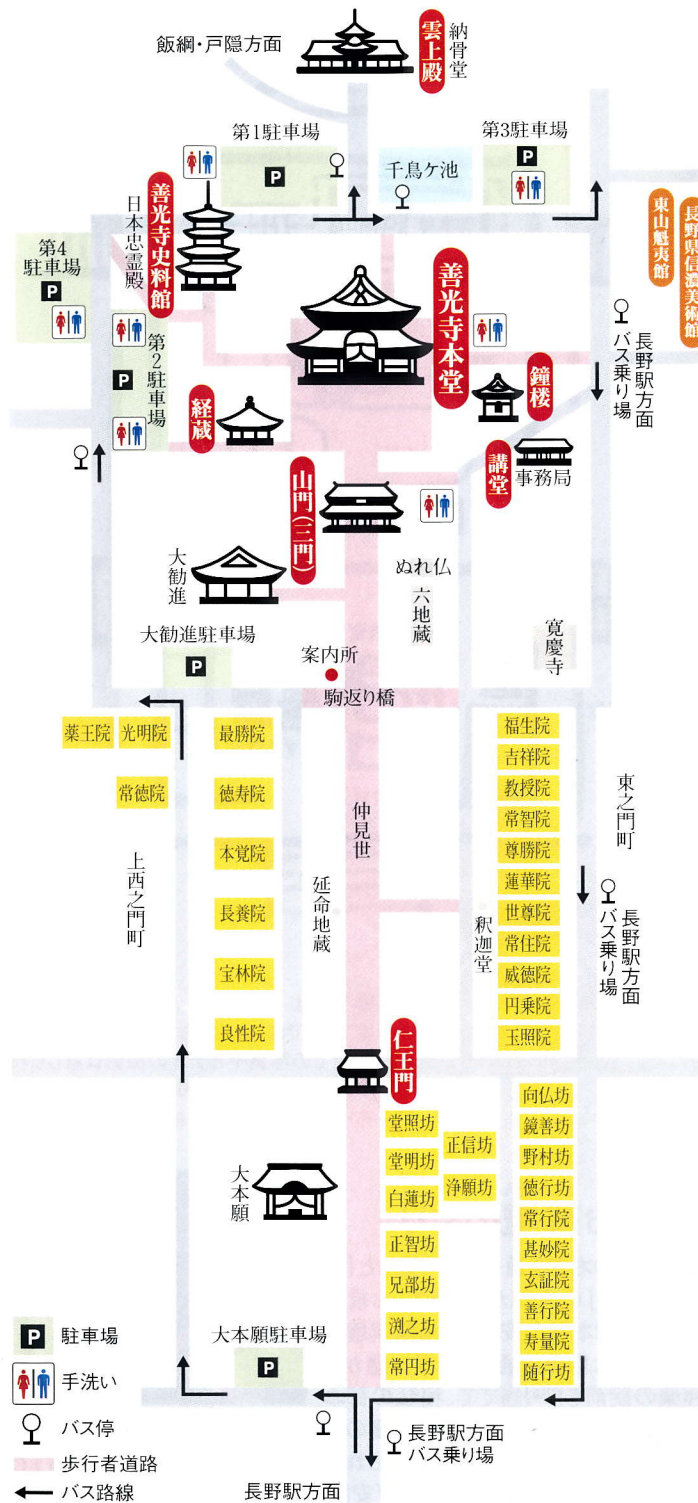 飯綱・戸隠方面
雲上殿
納骨堂
第1駐車場
P
千鳥ケ池
第3駐車場
P
日本忠霊殿
善光寺史料館
第4
駐車場
P
第2駐車場
P
善光寺本堂
東山魁夷館
長野県信濃美術館
長野駅方面
バス乗り場
経蔵
鐘楼
講堂
事務局
山門(三門)
大勧進
ぬれ仏
六地蔵
寛慶寺
大勧進駐車場
P
案内所
駒返り橋
薬王院
光明院
常徳院
最勝院
徳寿院
本覚院
長養院
宝林院
良性院
上西之門町
延命地蔵
仲見世
釈迦堂
福生院
吉祥院
教授院
常智院
尊勝院
蓮華院
世尊院
常住院
威徳院
円乗院
玉照院
東之門町
長野駅方面
バス乗り場
仁王門
大本願
堂照坊
堂明坊
白蓮坊
正智坊
兄部坊
渕之坊
常円坊
正信坊
浄願坊
向仏坊
鏡善坊
野村坊
徳行坊
常行院
甚妙院
玄証院
善行院
寿量院
随行坊
大本願駐車場
P
長野駅方面
バス乗り場
長野駅方面
P 駐車場
手洗い
バス停
歩行者道路
バス路線